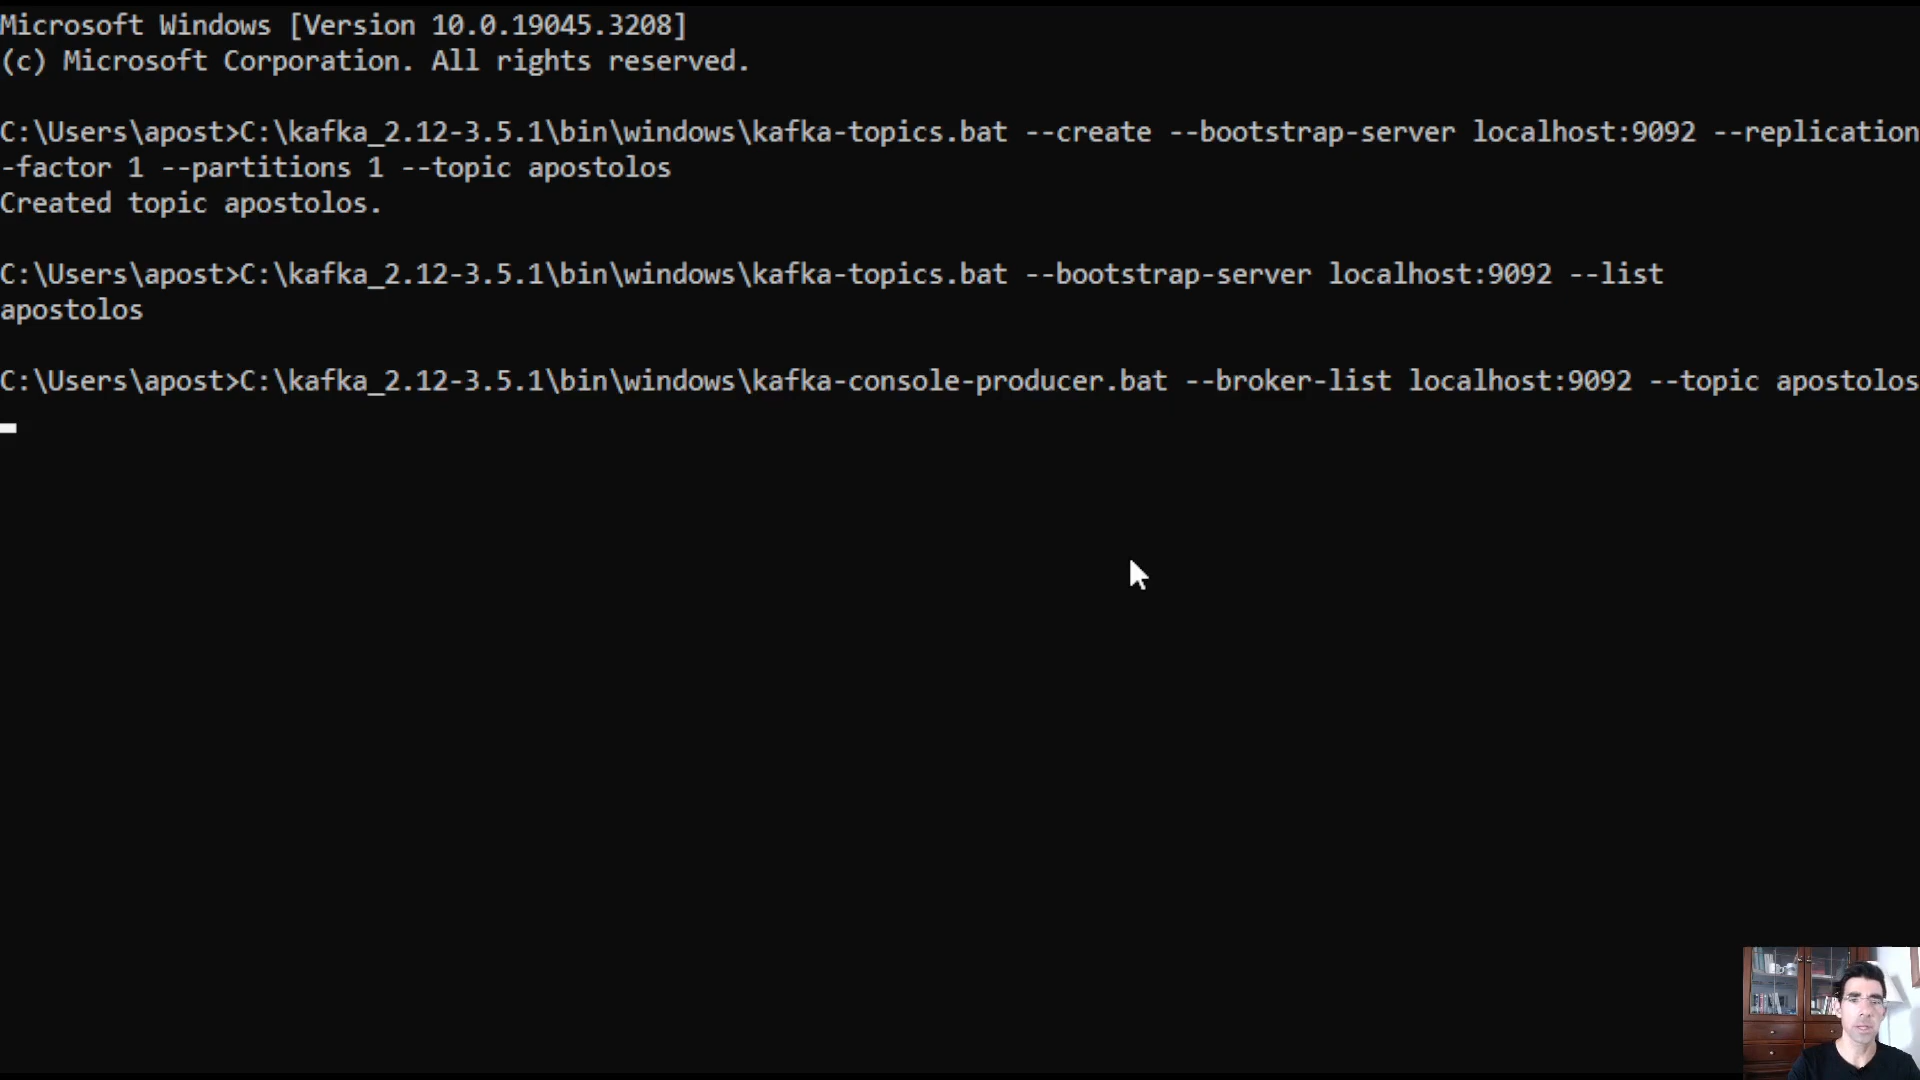 Microsoft Windows [Version 10.0.19045.3208]
(c) Microsoft Corporation. All rights reserved.
C:\Users\apost>C:\kafka_2.12-3.5.1\bin\windows\kafka-topics.bat --create --bootstrap-server localhost:9092 --replication
-factor 1 --partitions 1 --topic apostolos
Created topic apostolos.
C:\Users\apost>C:\kafka_2.12-3.5.1\bin\windows\kafka-topics.bat --bootstrap-server localhost:9092 --list
apostolos
C:\Users\apost>C:\kafka_2.12-3.5.1\bin\windows\kafka-console-producer.bat --broker-list localhost:9092 --topic apostolos